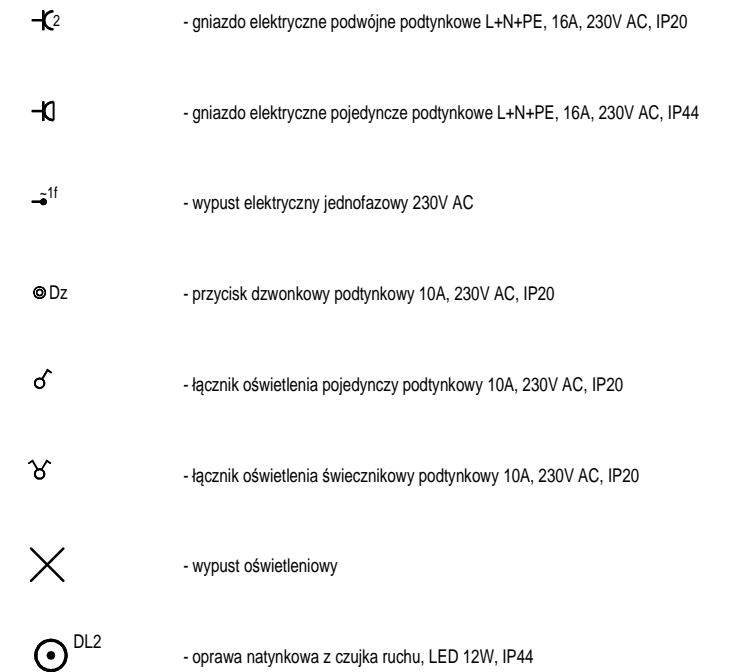 2 - gniazdo elektryczne podwójne podtynkowe L+N+PE, 16A, 230V AC, IP20
- gniazdo elektryczne pojedyncze podtynkowe L+N+PE, 16A, 230V AC, IP44
~1f - wypust elektryczny jednofazowy 230V AC
Dz - przycisk dzwonkowy podtynkowy 10A, 230V AC, IP20
- łącznik oświetlenia pojedynczy podtynkowy 10A, 230V AC, IP20
- łącznik oświetlenia świecznikowy podtynkowy 10A, 230V AC, IP20
- wypust oświetleniowy
DL2 - oprawa natynkowa z czujka ruchu, LED 12W, IP44